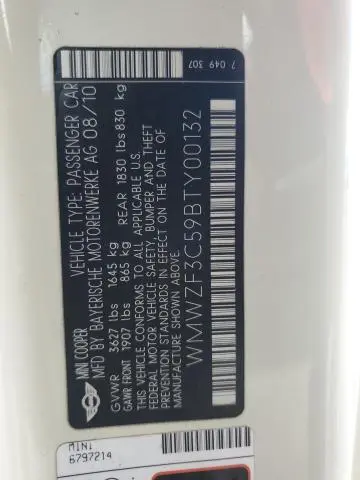 MINI COOPER
VEHICLE TYPE: PASSENGER CAR
MFD BY BAYERISCHE MOTORENWERKE AG 08/10
GVWR 3627 lbs 1645 kg
GAWR FRONT 1907 lbs 865 kg REAR 1830 lbs830 kg
THIS VEHICLE CONFORMS TO ALL APPLICABLE U.S.
FEDERAL MOTOR VEHICLE SAFETY, BUMPER AND THEFT
PREVENTION STANDARDS IN EFFECT ON THE DATE OF
MANUFACTURE SHOWN ABOVE.
WMWZF3C59BTY00132
7 049 307
MINI
6797214